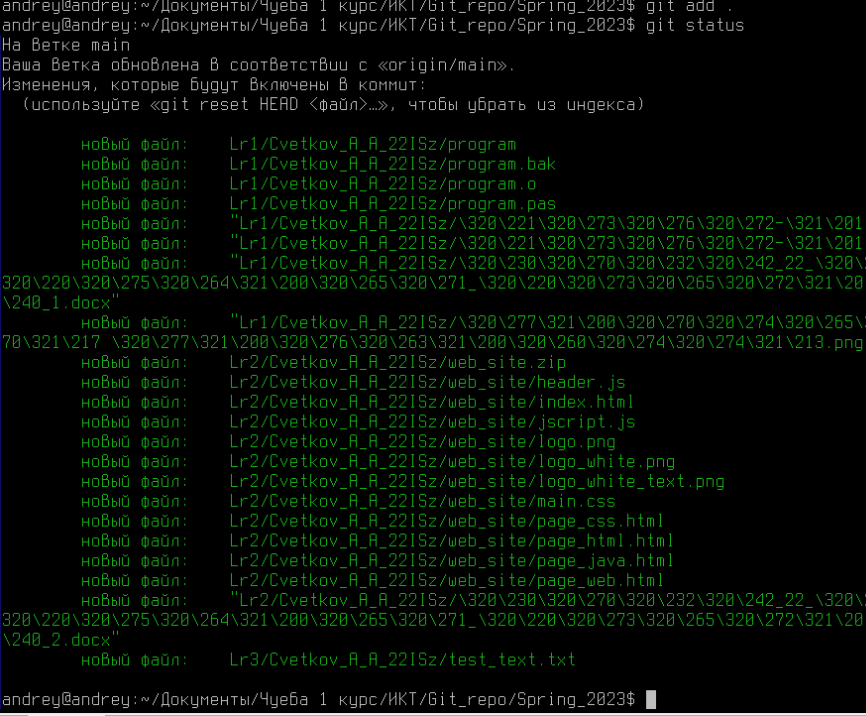 andrey@andrey:~/Документы/Чуеба 1 курс/ИКТ/Git_repo/Spring_2023$ git add .
andrey@andrey:~/Документы/Чуеба 1 курс/ИКТ/Git_repo/Spring_2023$ git status
На ветке main
Ваша ветка обновлена в соответствии с «origin/main».
Изменения, которые будут включены в коммит:
(используйте «git reset HEAD <файл>…», чтобы убрать из индекса)
новый файл: Lr1/Cvetkov_A_A_22ISz/program
новый файл: Lr1/Cvetkov_A_A_22ISz/program.bak
новый файл: Lr1/Cvetkov_A_A_22ISz/program.o
новый файл: Lr1/Cvetkov_A_A_22ISz/program.pas
новый файл: "Lr1/Cvetkov_A_A_22ISz/\320\221\320\273\320\276\320\272-\321\201
новый файл: "Lr1/Cvetkov_A_A_22ISz/\320\221\320\273\320\276\320\272-\321\201
новый файл: "Lr1/Cvetkov_A_A_22ISz/\320\230\320\270\320\232\320\242_22_\320\
320\220\320\275\320\264\321\200\320\265\320\271_\320\220\320\273\320\265\320\272\321\20
\240_1.docx"
новый файл: "Lr1/Cvetkov_A_A_22ISz/\320\277\321\200\320\270\320\274\320\265\
70\321\217 \320\277\321\200\320\276\320\263\321\200\320\260\320\274\320\274\321\213.png
новый файл: Lr2/Cvetkov_A_A_22ISz/web_site.zip
новый файл: Lr2/Cvetkov_A_A_22ISz/web_site/header.js
новый файл: Lr2/Cvetkov_A_A_22ISz/web_site/index.html
новый файл: Lr2/Cvetkov_A_A_22ISz/web_site/jscript.js
новый файл: Lr2/Cvetkov_A_A_22ISz/web_site/logo.png
новый файл: Lr2/Cvetkov_A_A_22ISz/web_site/logo_white.png
новый файл: Lr2/Cvetkov_A_A_22ISz/web_site/logo_white_text.png
новый файл: Lr2/Cvetkov_A_A_22ISz/web_site/main.css
новый файл: Lr2/Cvetkov_A_A_22ISz/web_site/page_css.html
новый файл: Lr2/Cvetkov_A_A_22ISz/web_site/page_html.html
новый файл: Lr2/Cvetkov_A_A_22ISz/web_site/page_java.html
новый файл: Lr2/Cvetkov_A_A_22ISz/web_site/page_web.html
новый файл: "Lr2/Cvetkov_A_A_22ISz/\320\230\320\270\320\232\320\242_22_\320\
320\220\320\275\320\264\321\200\320\265\320\271_\320\220\320\273\320\265\320\272\321\20
\240_2.docx"
новый файл: Lr3/Cvetkov_A_A_22ISz/test_text.txt
andrey@andrey:~/Документы/Чуеба 1 курс/ИКТ/Git_repo/Spring_2023$